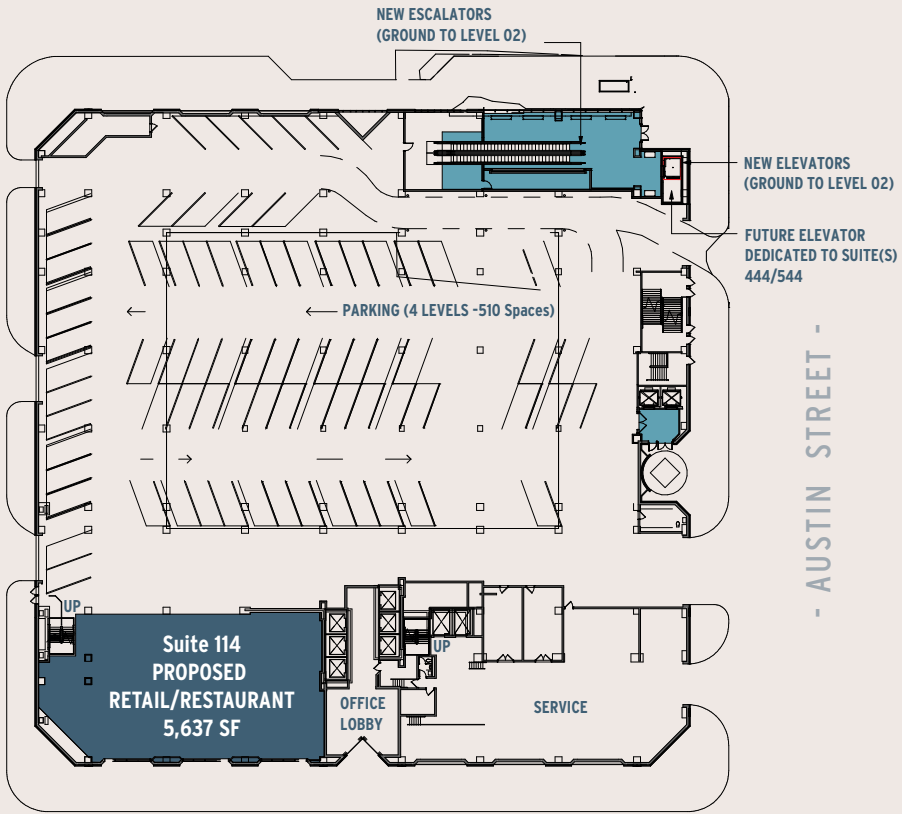 NEW ESCALATORS
(GROUND TO LEVEL 02)
NEW ELEVATORS
(GROUND TO LEVEL 02)
FUTURE ELEVATOR
DEDICATED TO SUITE(S)
444/544
PARKING (4 LEVELS -510 Spaces)
- AUSTIN STREET -
UP
Suite 114
PROPOSED
RETAIL/RESTAURANT
5,637 SF
UP
OFFICE
LOBBY
SERVICE